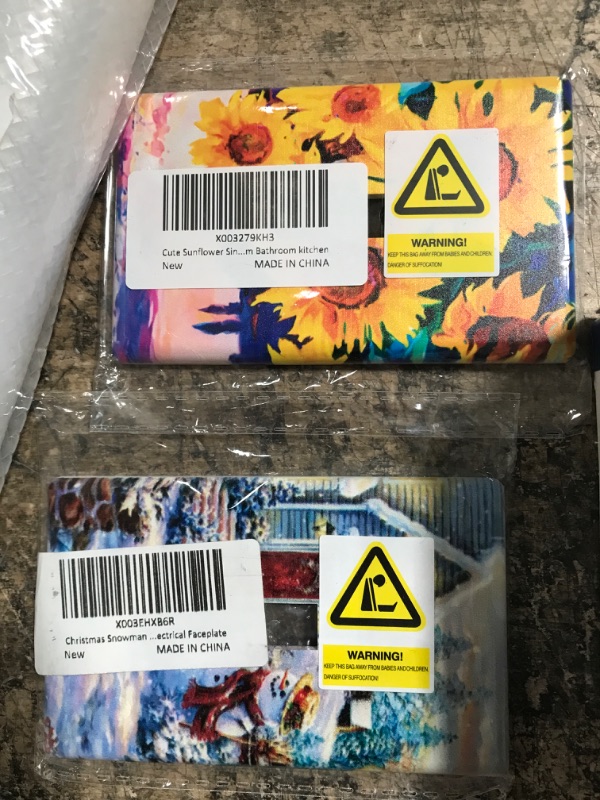 X003279KH3
Cute Sunflower Sin...m Bathroom kitchen
New MADE IN CHINA
WARNING!
KEEP THIS BAG AWAY FROM BABIES AND CHILDREN
DANGER OF SUFFOCATION!
X003EHXB6R
Christmas Snowman ...ectrical Faceplate
New MADE IN CHINA
WARNING!
KEEP THIS BAG AWAY FROM BABIES AND CHILDREN.
DANGER OF SUFFOCATION!